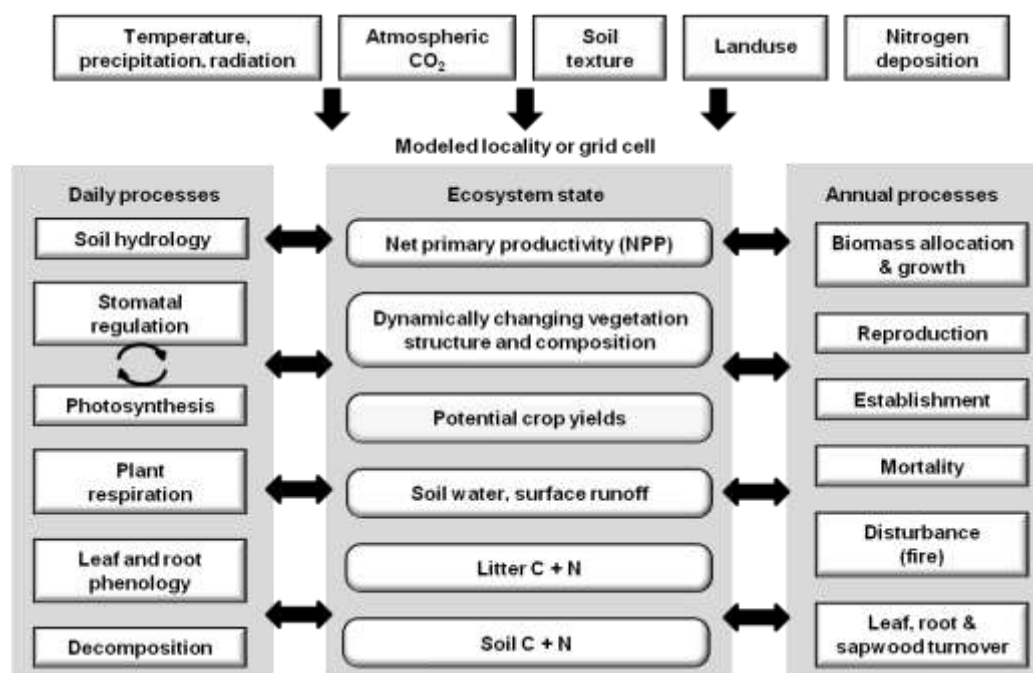 Temperature,
precipitation, radiation
Atmospheric
CO₂
Soil
texture
Landuse
Nitrogen
deposition
Modeled locality or grid cell
Daily processes
Soil hydrology
Stomatal
regulation
Photosynthesis
Plant
respiration
Leaf and root
phenology
Decomposition
Ecosystem state
Net primary productivity (NPP)
Dynamically changing vegetation
structure and composition
Potential crop yields
Soil water, surface runoff
Litter C + N
Soil C + N
Annual processes
Biomass allocation
& growth
Reproduction
Establishment
Mortality
Disturbance
(fire)
Leaf, root &
sapwood turnover